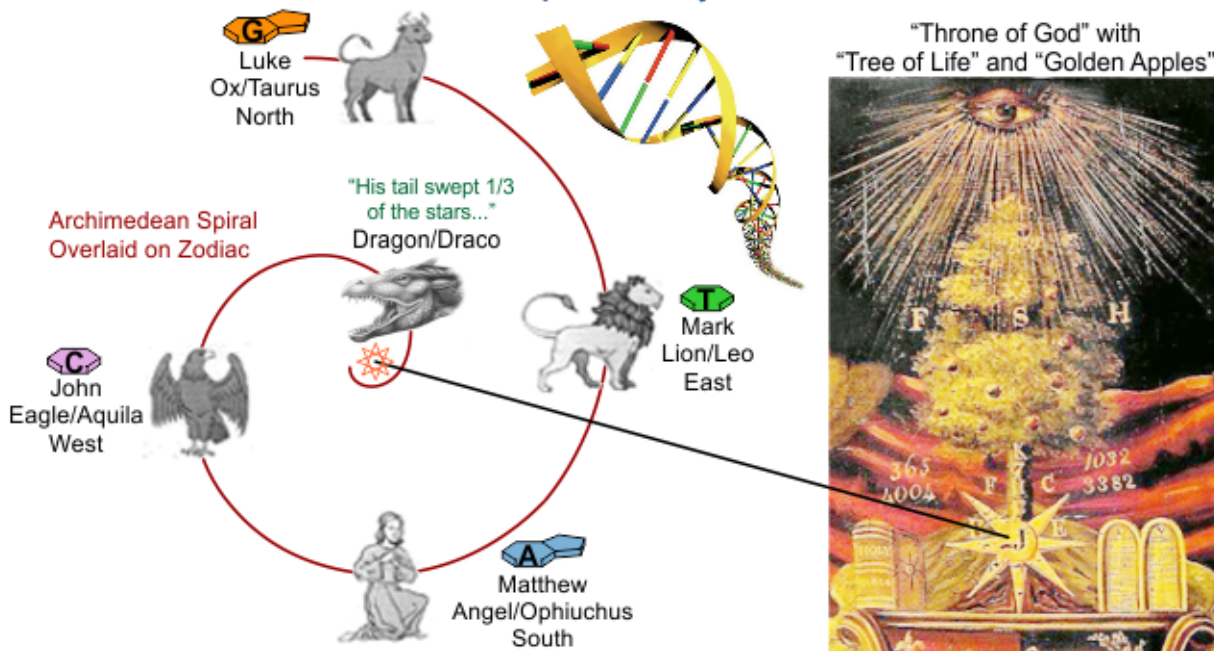 G
Luke
Ox/Taurus
North
"His tail swept 1/3
of the stars..."
Dragon/Draco
Archimedean Spiral
Overlaid on Zodiac
T
Mark
Lion/Leo
East
C
John
Eagle/Aquila
West
A
Matthew
Angel/Ophiuchus
South
“Throne of God” with
“Tree of Life” and “Golden Apples”
F S H
K
7
365 1032
4004 F I C 3382
E
J
HOLY